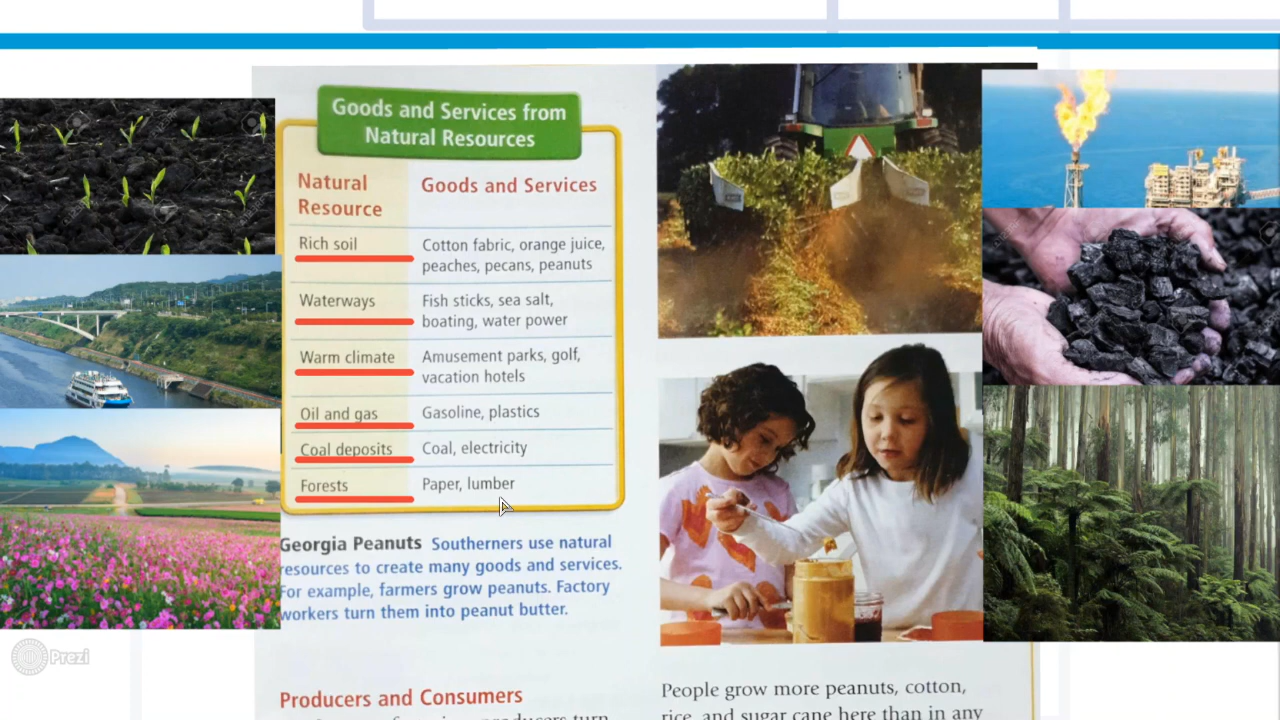 Goods and Services from
Natural Resources
Natural
Resource
Goods and Services
Rich soil
Cotton fabric, orange juice,
peaches, pecans, peanuts
Waterways
Fish sticks, sea salt,
boating, water power
Warm climate
Amusement parks, golf,
vacation hotels
Oil and gas
Gasoline, plastics
Coal deposits
Coal, electricity
Forests
Paper, lumber
Georgia Peanuts Southerners use natural
resources to create many goods and services.
For example, farmers grow peanuts. Factory
workers turn them into peanut butter.
Producers and Consumers
producers turn
People grow more peanuts, cotton,
rice, and sugar cane here than in any
Prezi